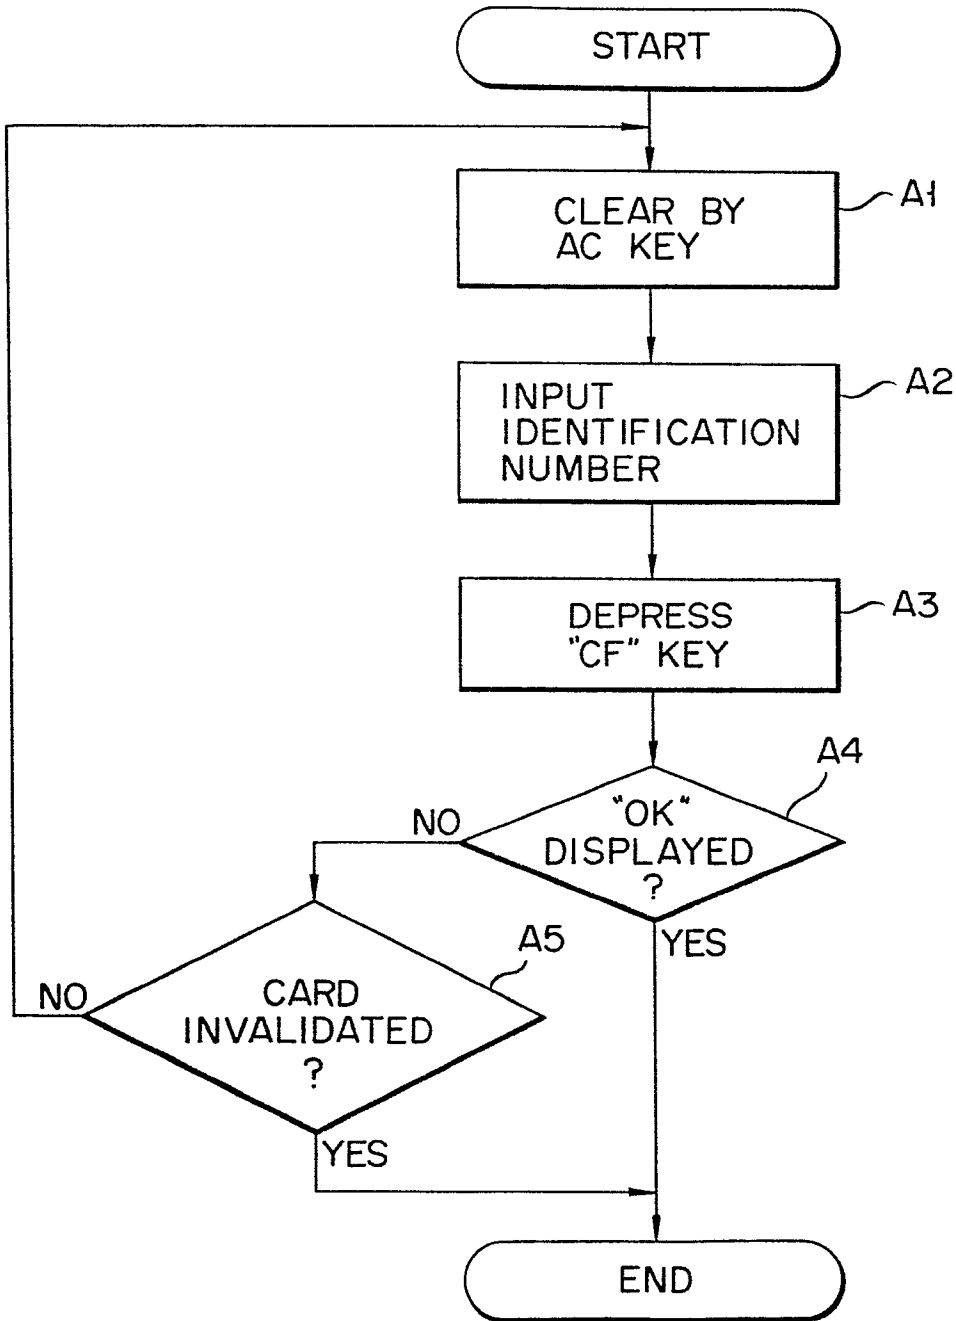 START
CLEAR BY
AC KEY
A1
INPUT
IDENTIFICATION
NUMBER
A2
DEPRESS
"CF" KEY
A3
"OK"
DISPLAYED
?
A4
NO
YES
CARD
INVALIDATED
?
A5
NO
YES
END